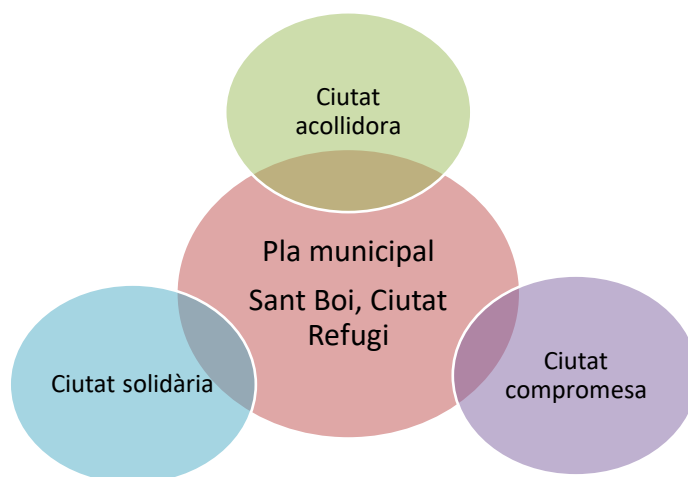 Ciutat
acollidora
Pla municipal
Sant Boi, Ciutat
Refugi
Ciutat solidària
Ciutat
compromesa